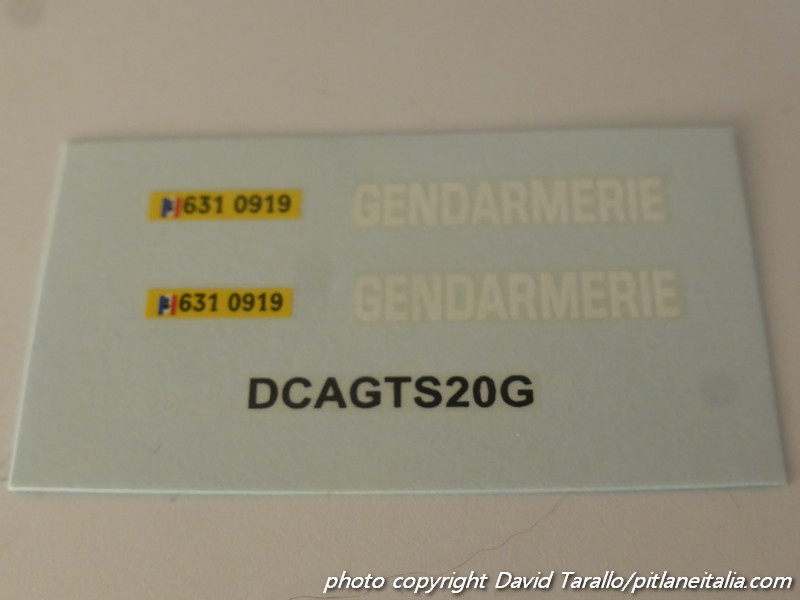 631 0919 GENDARMERIE
631 0919 GENDARMERIE
DCAGTS20G
photo copyright David Tarallo/pitlaneitalia.com